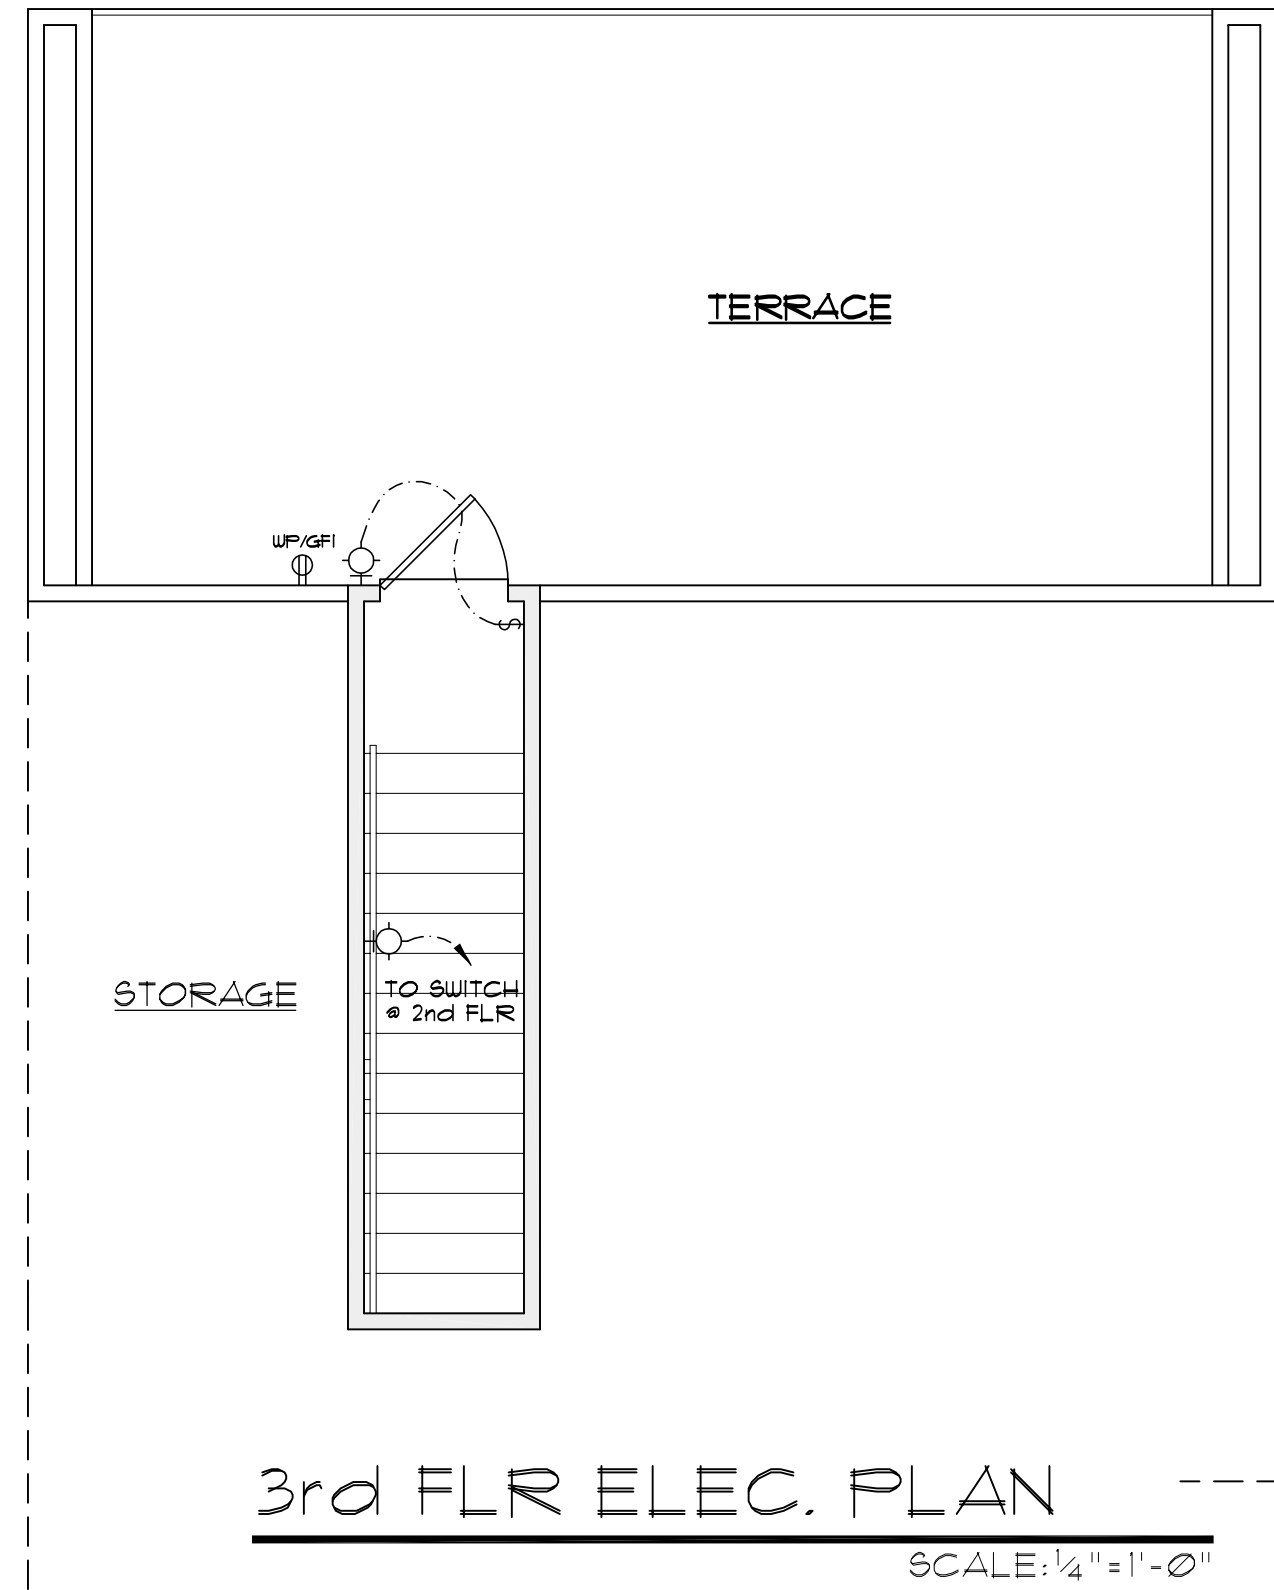 TERRACE
WP/GFI
$
STORAGE
TO SWITCH
@ 2nd FLR
3rd FLR ELEC. PLAN
SCALE: ¼"=1'-0"